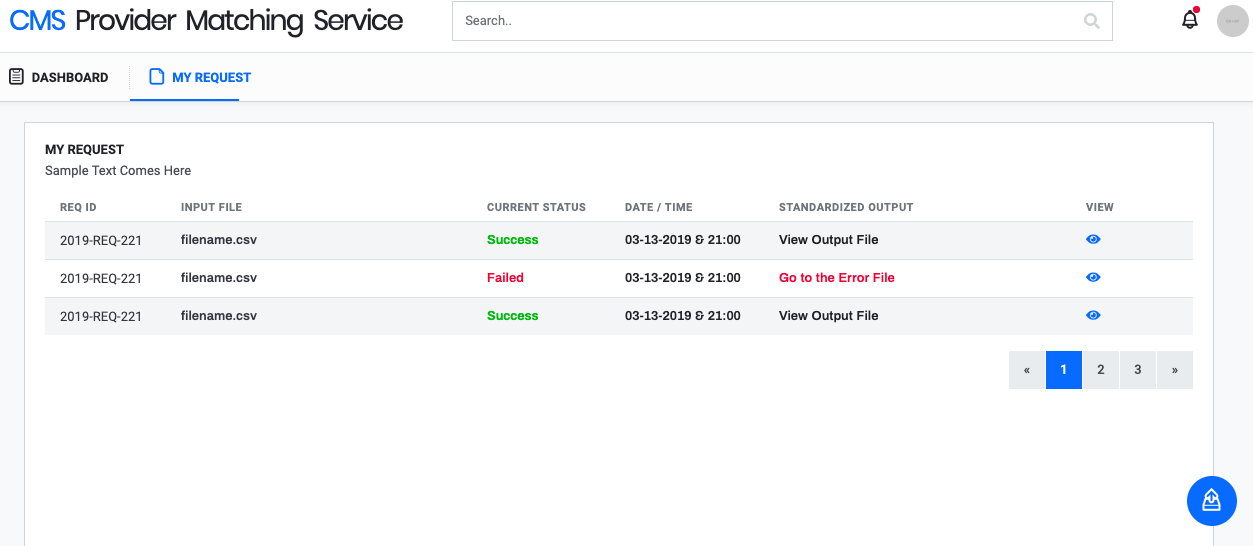 CMS Provider Matching Service
Search..
DASHBOARD
MY REQUEST
MY REQUEST
Sample Text Comes Here
REQ ID INPUT FILE CURRENT STATUS DATE / TIME STANDARDIZED OUTPUT VIEW
2019-REQ-221 filename.csv Success 03-13-2019 & 21:00 View Output File
2019-REQ-221 filename.csv Failed 03-13-2019 & 21:00 Go to the Error File
2019-REQ-221 filename.csv Success 03-13-2019 & 21:00 View Output File
« 1 2 3 »